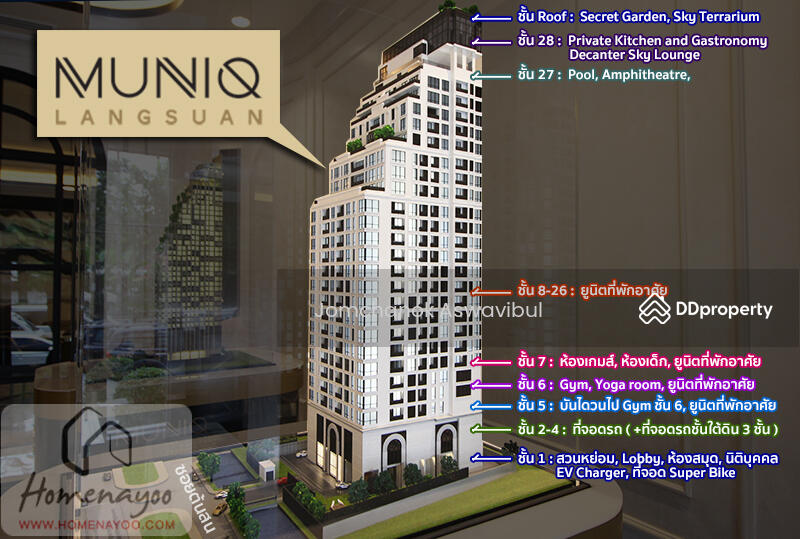 MUNIQ
LANGSUAN
ชั้น Roof : Secret Garden, Sky Terrarium
ชั้น 28 : Private Kitchen and Gastronomy
Decanter Sky Lounge
ชั้น 27 : Pool, Amphitheatre,
ชั้น 8-26 : ยูนิตที่พักอาศัย
Jomchanok Aswavibul
DDproperty
ชั้น 7 : ห้องเกมส์, ห้องเด็ก, ยูนิตที่พักอาศัย
ชั้น 6 : Gym, Yoga room, ยูนิตที่พักอาศัย
ชั้น 5 : บันไดวนไป Gym ชั้น 6, ยูนิตที่พักอาศัย
ชั้น 2-4 : ที่จอดรถ ( +ที่จอดรถชั้นใต้ดิน 3 ชั้น )
ชั้น 1 : สวนหย่อม, Lobby, ห้องสมุด, นิติบุคคล
EV Charger, ที่จอด Super Bike
MUNIQ
ซอยต้นสน
Homenayoo
WWW.HOMENAYOO.COM